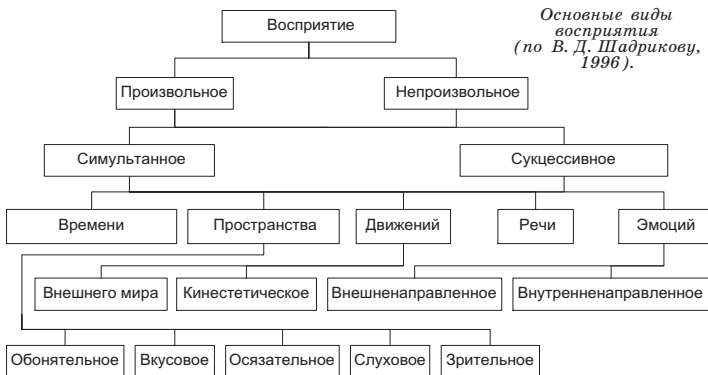 Основные виды
восприятия
(по В. Д. Шадрикову,
1996).
Восприятие
Произвольное
Непроизвольное
Симультанное
Сукцессивное
Времени
Пространства
Движений
Речи
Эмоций
Внешнего мира
Кинестетическое
Внешненаправленное
Внутренненаправленное
Обонятельное
Вкусовое
Осязательное
Слуховое
Зрительное